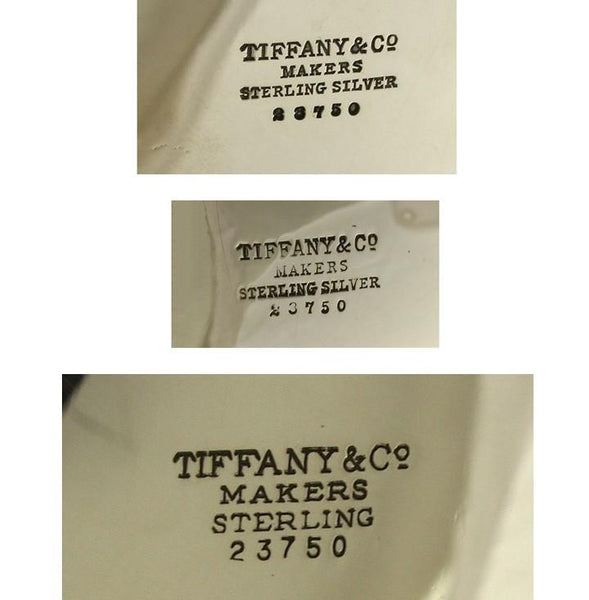 TIFFANY & Cº
MAKERS
STERLING SILVER
23750
TIFFANY & Cº
MAKERS
STERLING SILVER
23750
TIFFANY & Cº
MAKERS
STERLING
23750